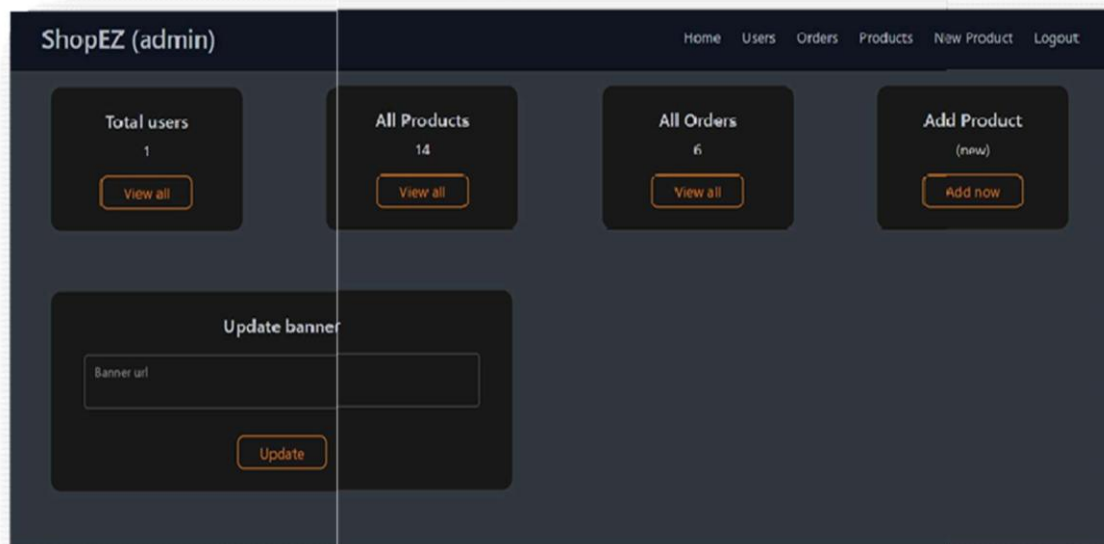 ShopEZ (admin)
Home Users Orders Products New Product Logout
Total users
1
View all
All Products
14
View all
All Orders
6
View all
Add Product
(new)
Add now
Update banner
Banner url
Update